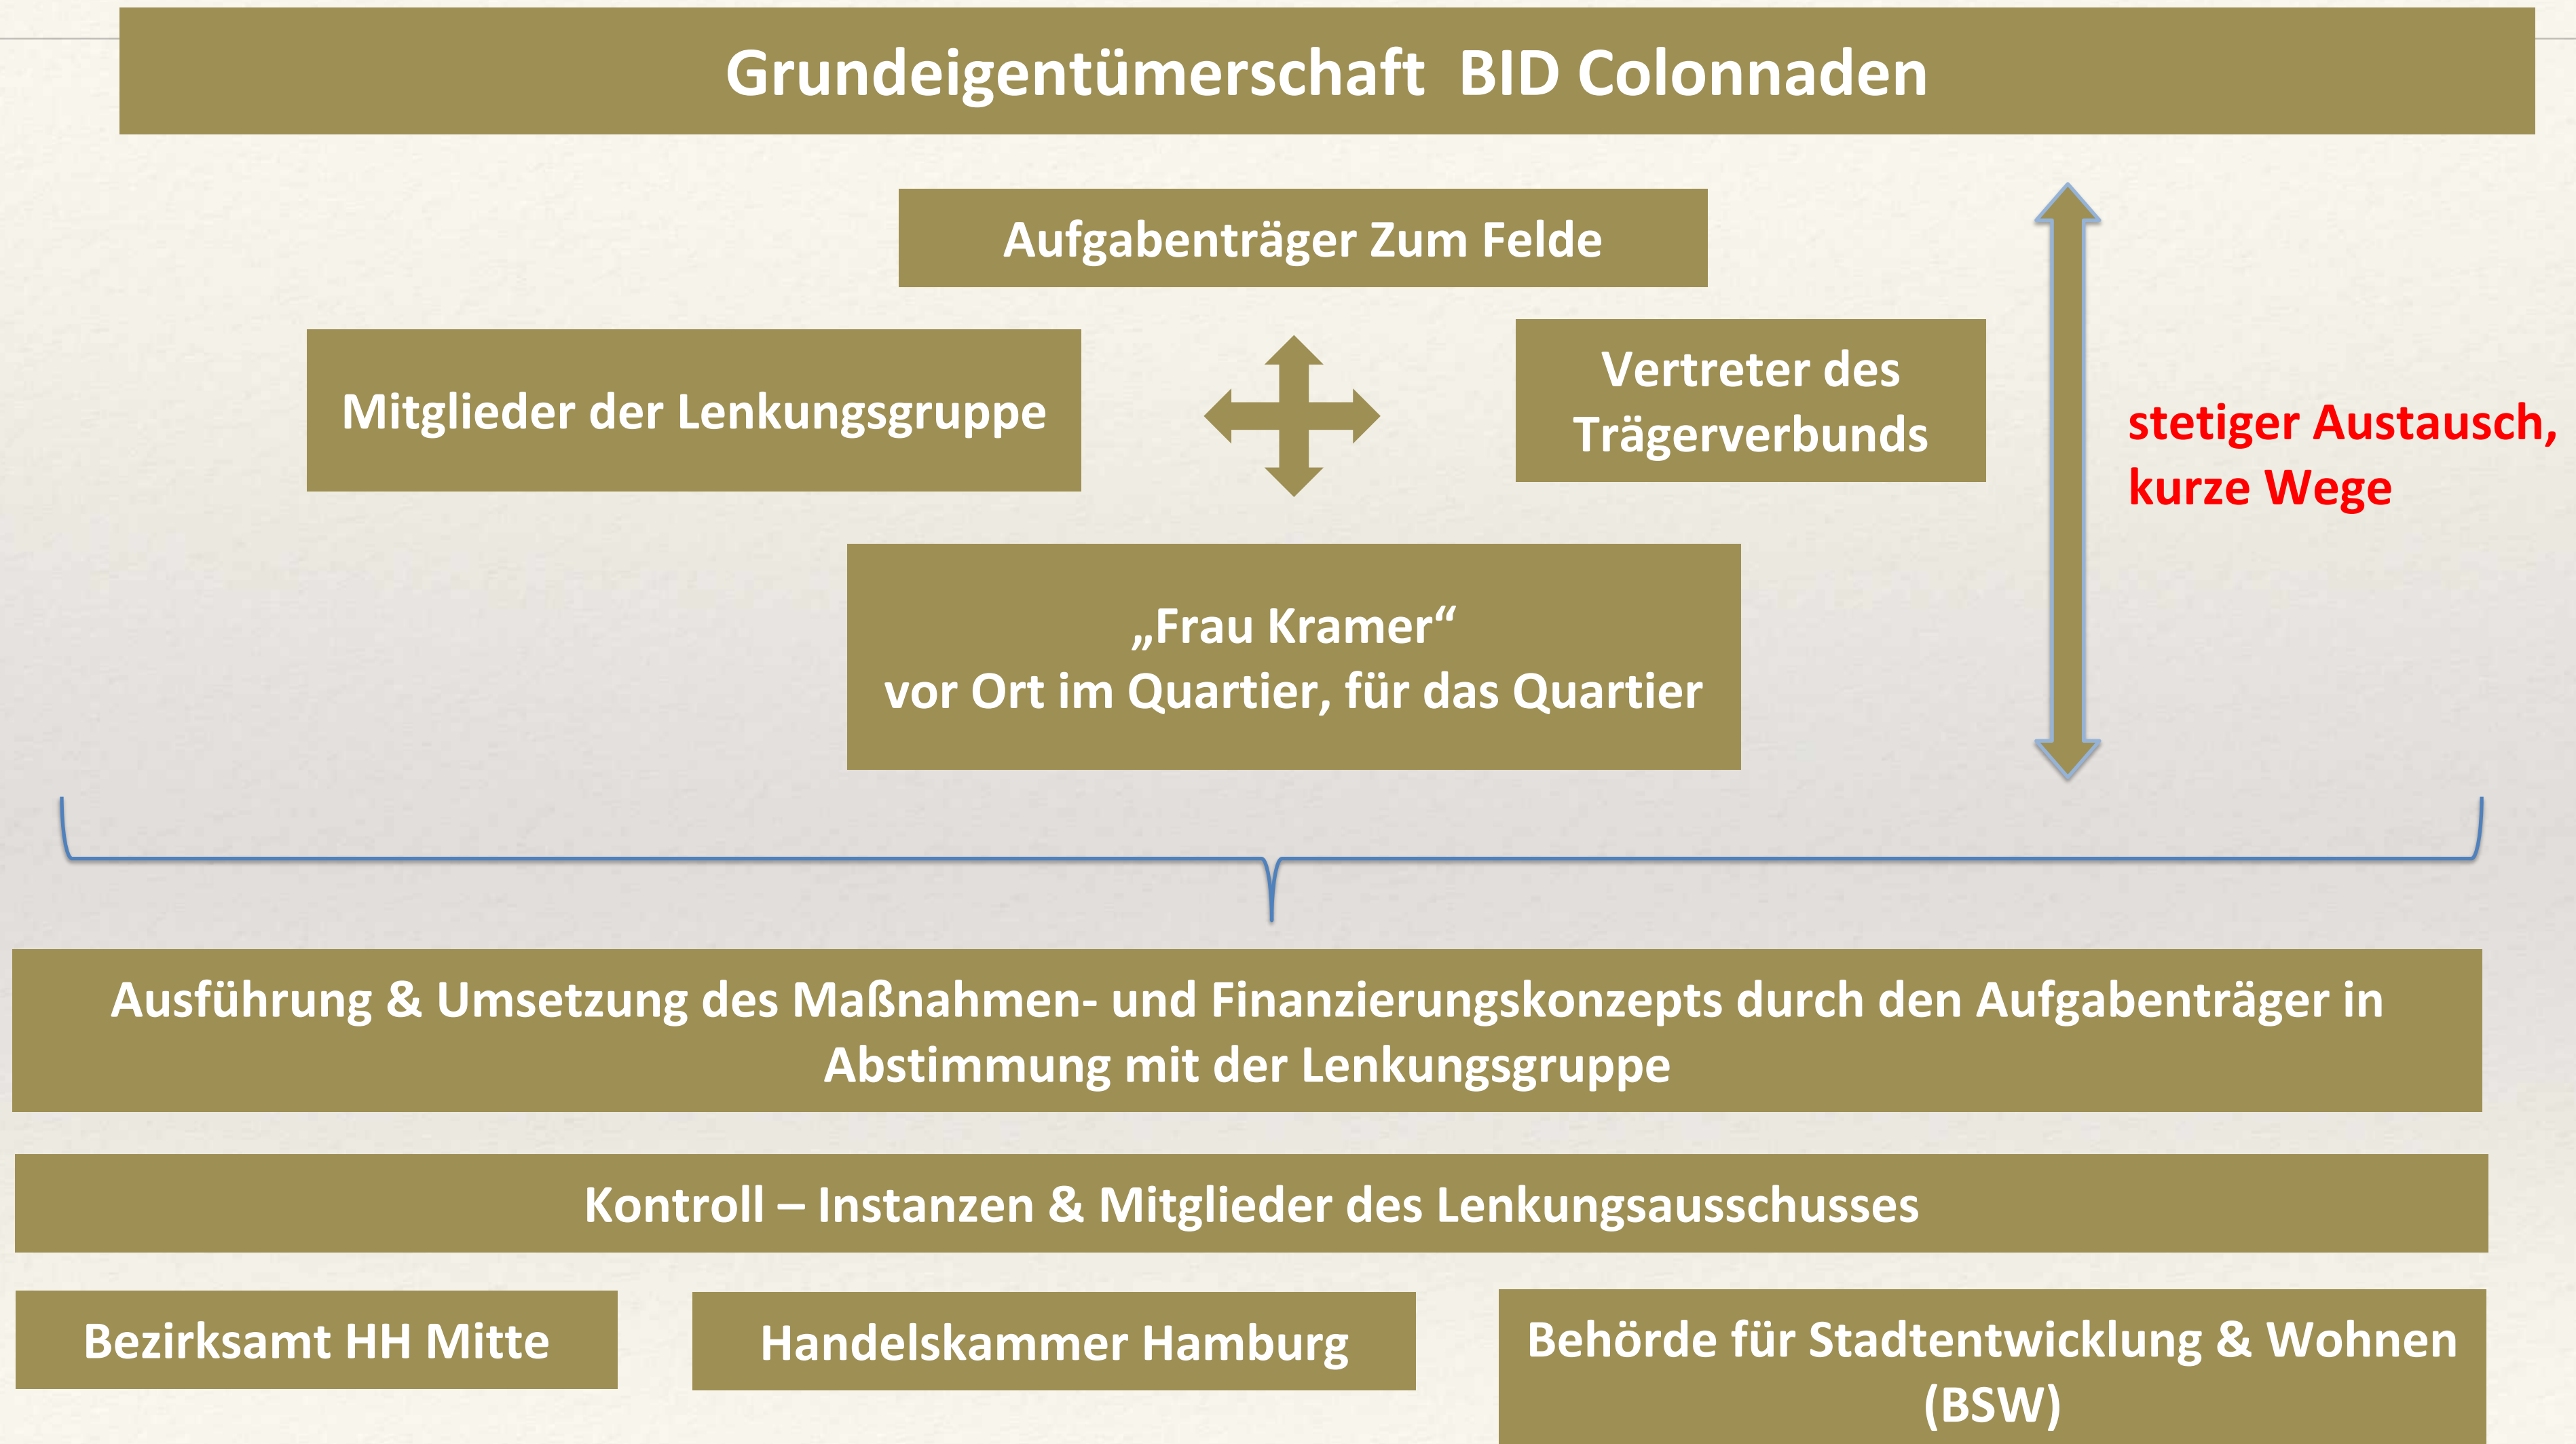 Grundeigentümerschaft BID Colonnaden
Aufgabenträger Zum Felde
Mitglieder der Lenkungsgruppe
Vertreter des
Trägerverbunds
stetiger Austausch,
kurze Wege
„Frau Kramer“
vor Ort im Quartier, für das Quartier
Ausführung & Umsetzung des Maßnahmen- und Finanzierungskonzepts durch den Aufgabenträger in
Abstimmung mit der Lenkungsgruppe
Kontroll – Instanzen & Mitglieder des Lenkungsausschusses
Bezirksamt HH Mitte
Handelskammer Hamburg
Behörde für Stadtentwicklung & Wohnen
(BSW)